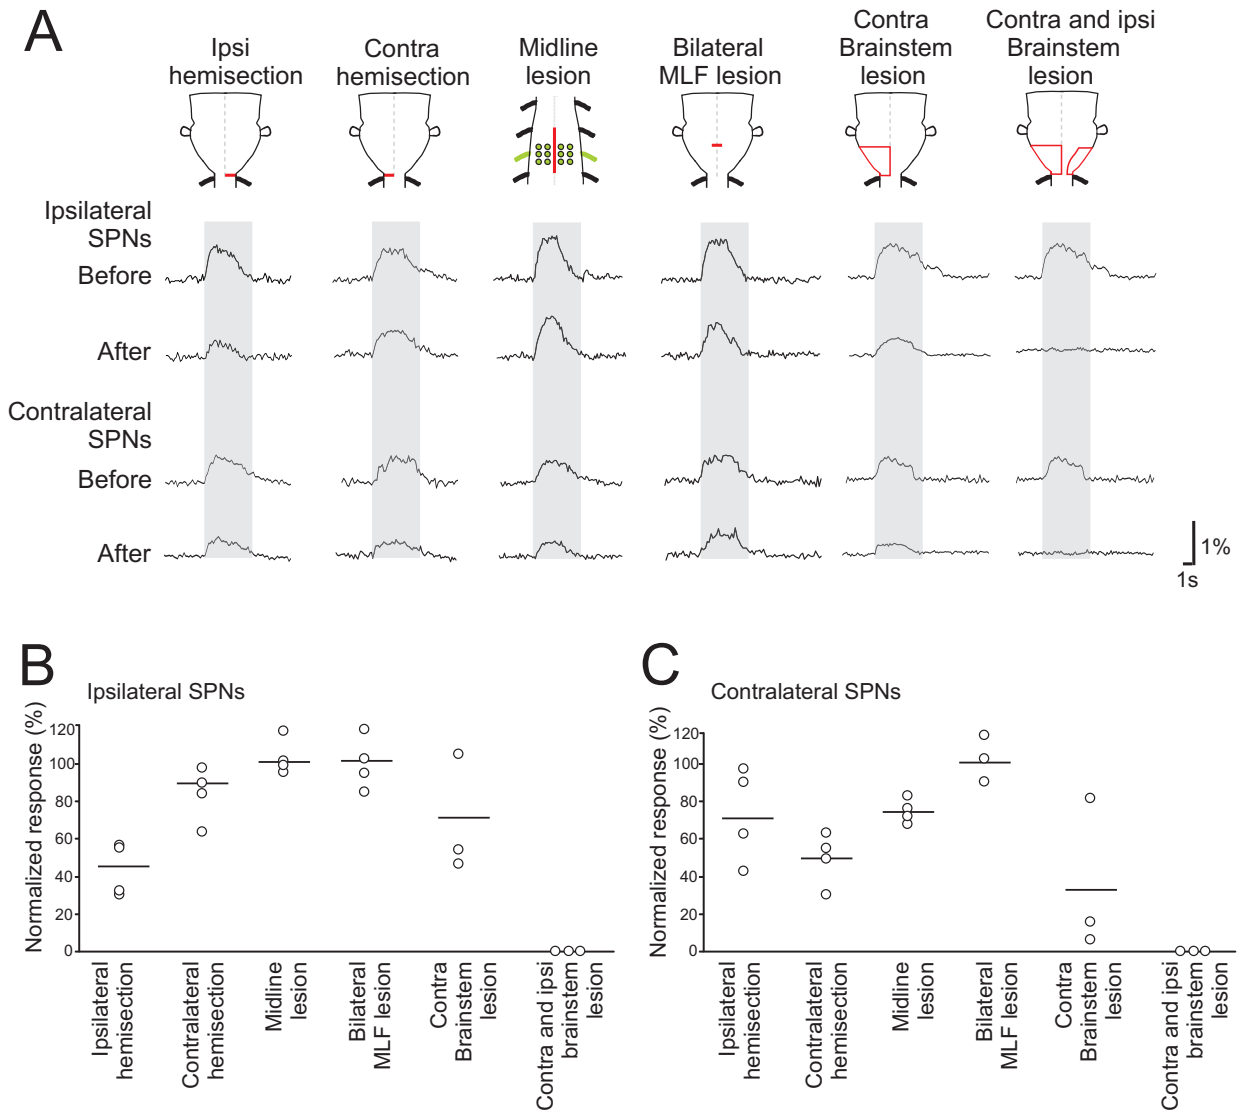 A
Ipsi
hemisection
Contra
hemisection
Midline
lesion
Bilateral
MLF lesion
Contra
Brainstem
lesion
Contra and ipsi
Brainstem
lesion
Ipsilateral
SPNs
Before
After
Contralateral
SPNs
Before
After
1%
1s
B
Ipsilateral SPNs
Normalized response (%)
120
100
80
60
40
20
0
Ipsilateral
hemisection
Contralateral
hemisection
Midline
lesion
Bilateral
MLF lesion
Contra
Brainstem
lesion
Contra and ipsi
brainstem
lesion
C
Contralateral SPNs
Normalized response (%)
120
100
80
60
40
20
0
Ipsilateral
hemisection
Contralateral
hemisection
Midline
lesion
Bilateral
MLF lesion
Contra
Brainstem
lesion
Contra and ipsi
brainstem
lesion